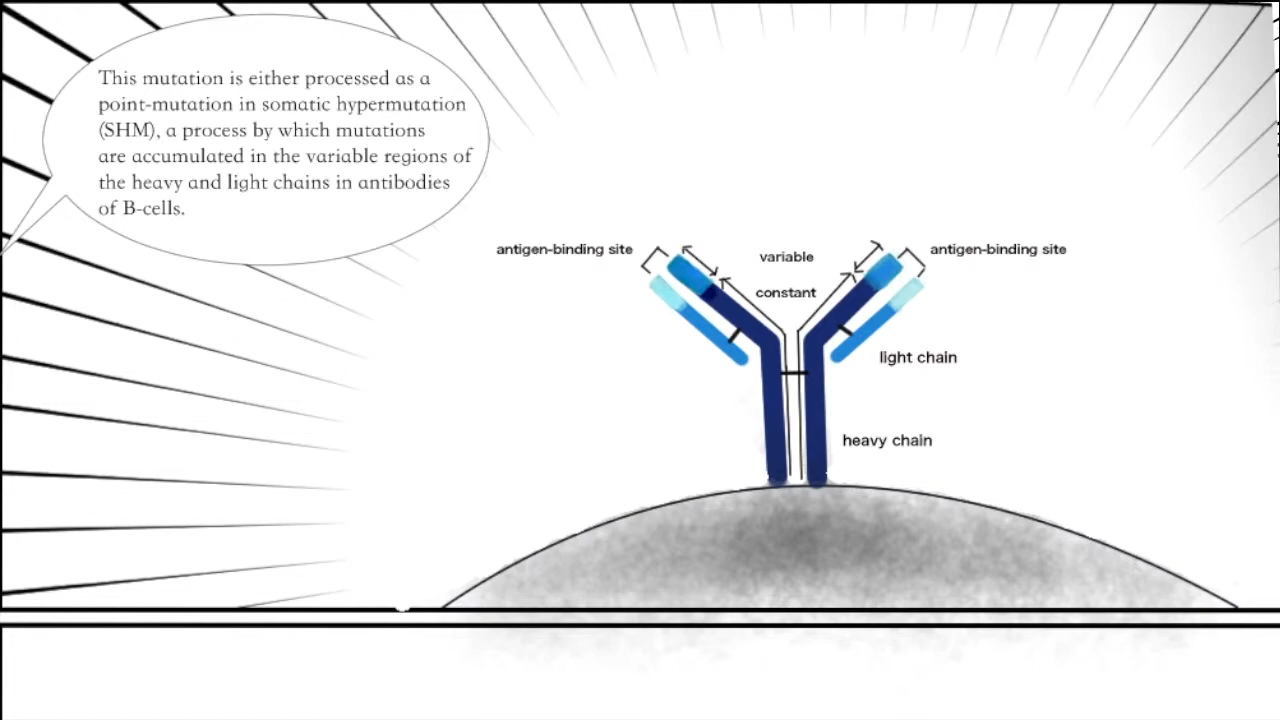 This mutation is either processed as a
point-mutation in somatic hypermutation
(SHM), a process by which mutations
are accumulated in the variable regions of
the heavy and light chains in antibodies
of B-cells.
antigen-binding site
variable
antigen-binding site
constant
light chain
heavy chain